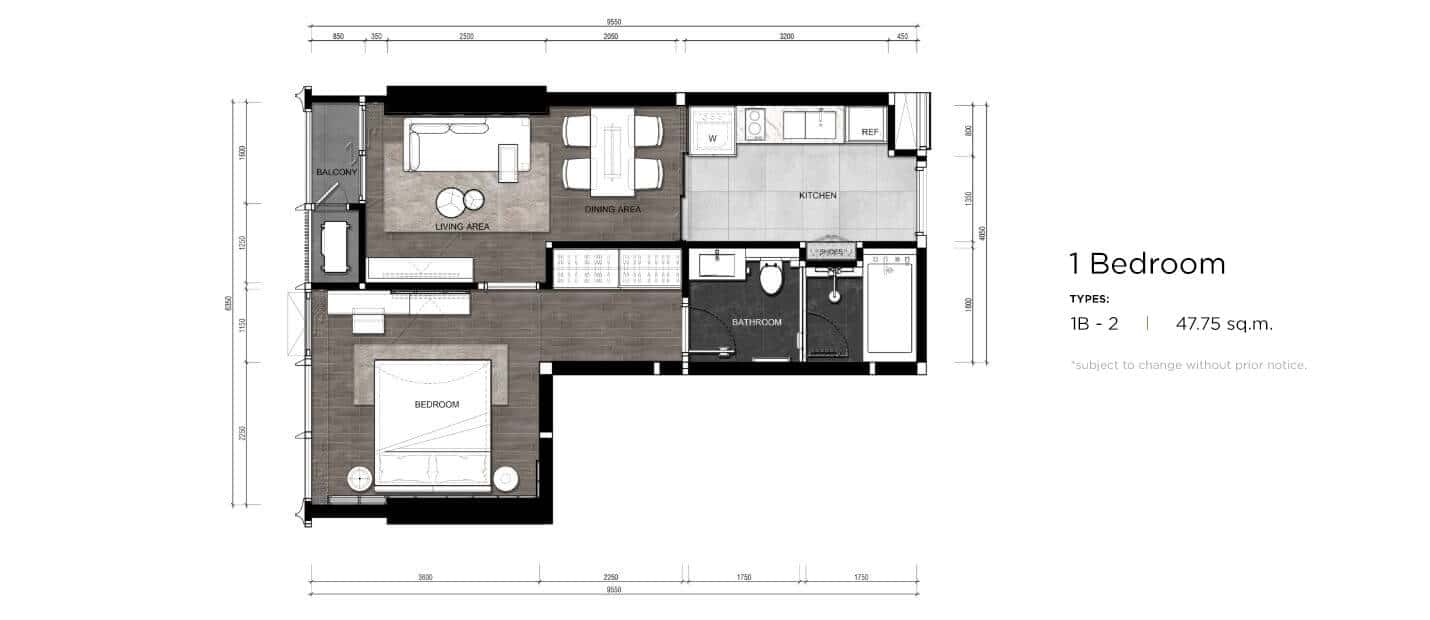 9550
850 350 2500 2050 3200 450
W
REF
BALCONY
KITCHEN
DINING AREA
LIVING AREA
SHOES
BATHROOM
BEDROOM
1600
1250
1150
2250
6350
800
1350
1800
4050
3600 2250 1750 1750
9550
1 Bedroom
TYPES:
1B - 2 | 47.75 sq.m.
*subject to change without prior notice.